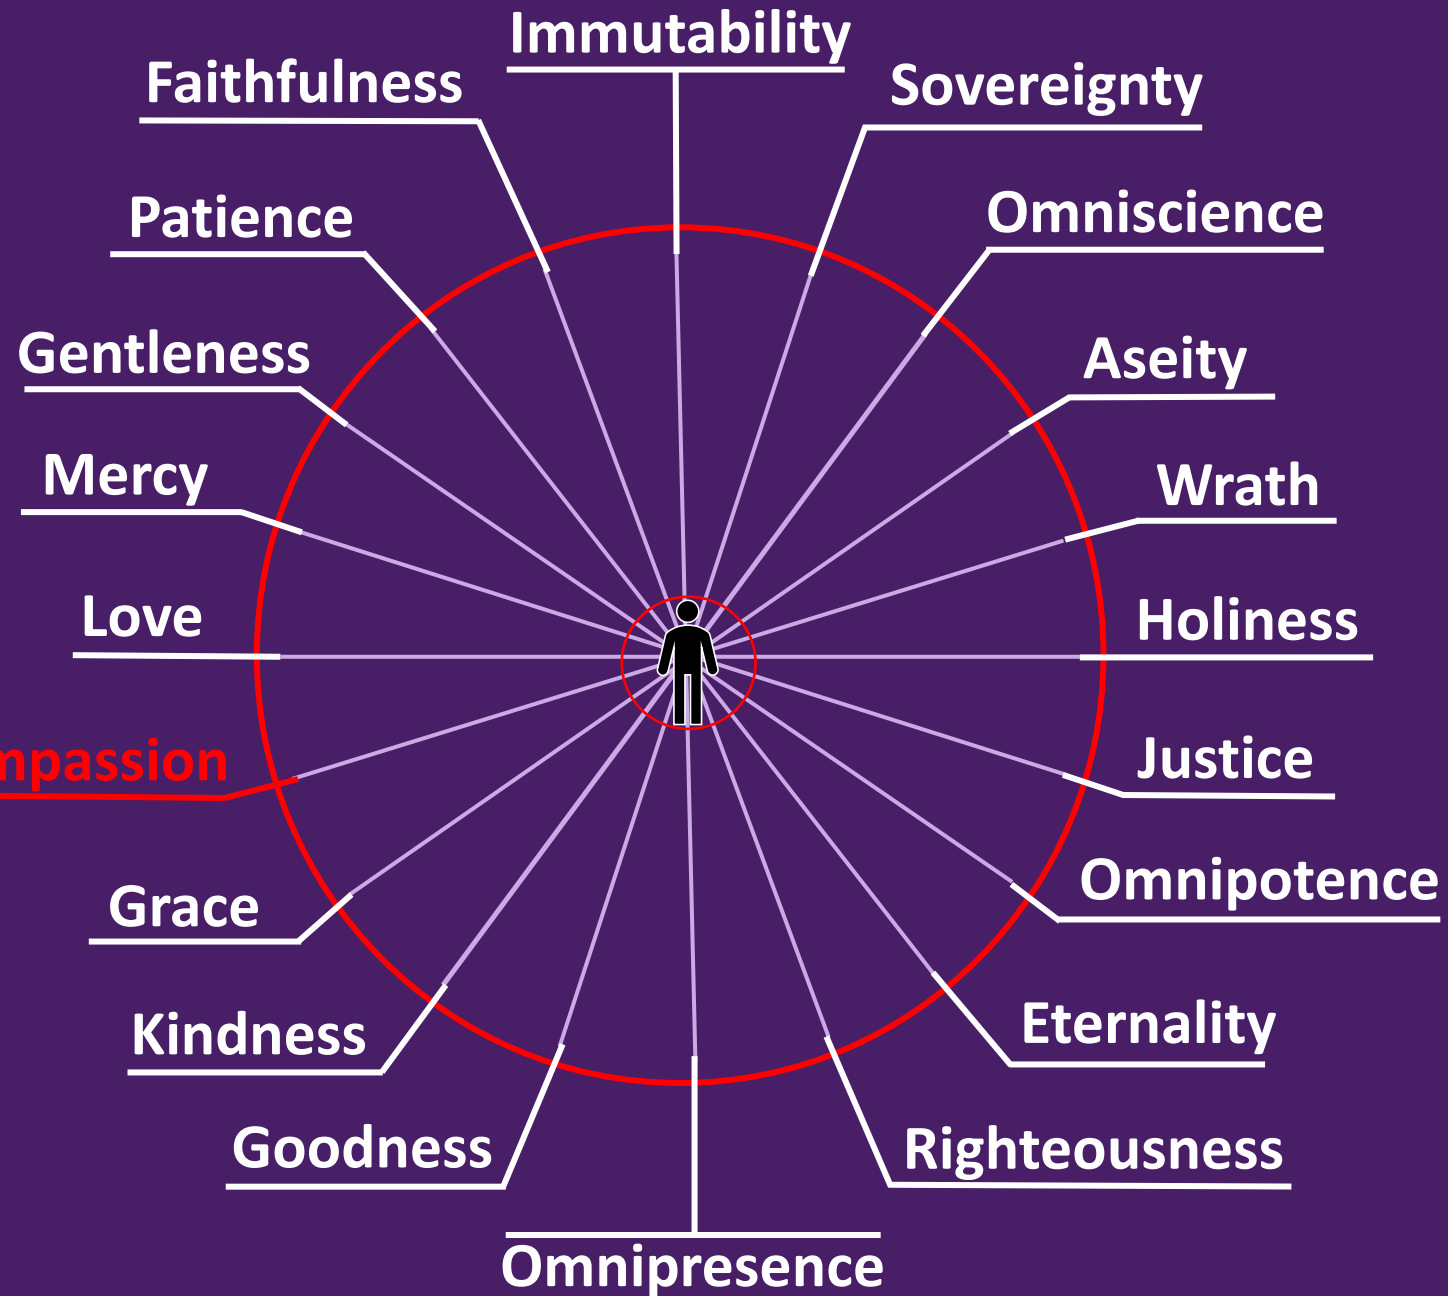 Immutability
Faithfulness
Sovereignty
Patience
Omniscience
Gentleness
Aseity
Mercy
Wrath
Love
Holiness
mpassion
Justice
Grace
Omnipotence
Kindness
Eternality
Goodness
Righteousness
Omnipresence